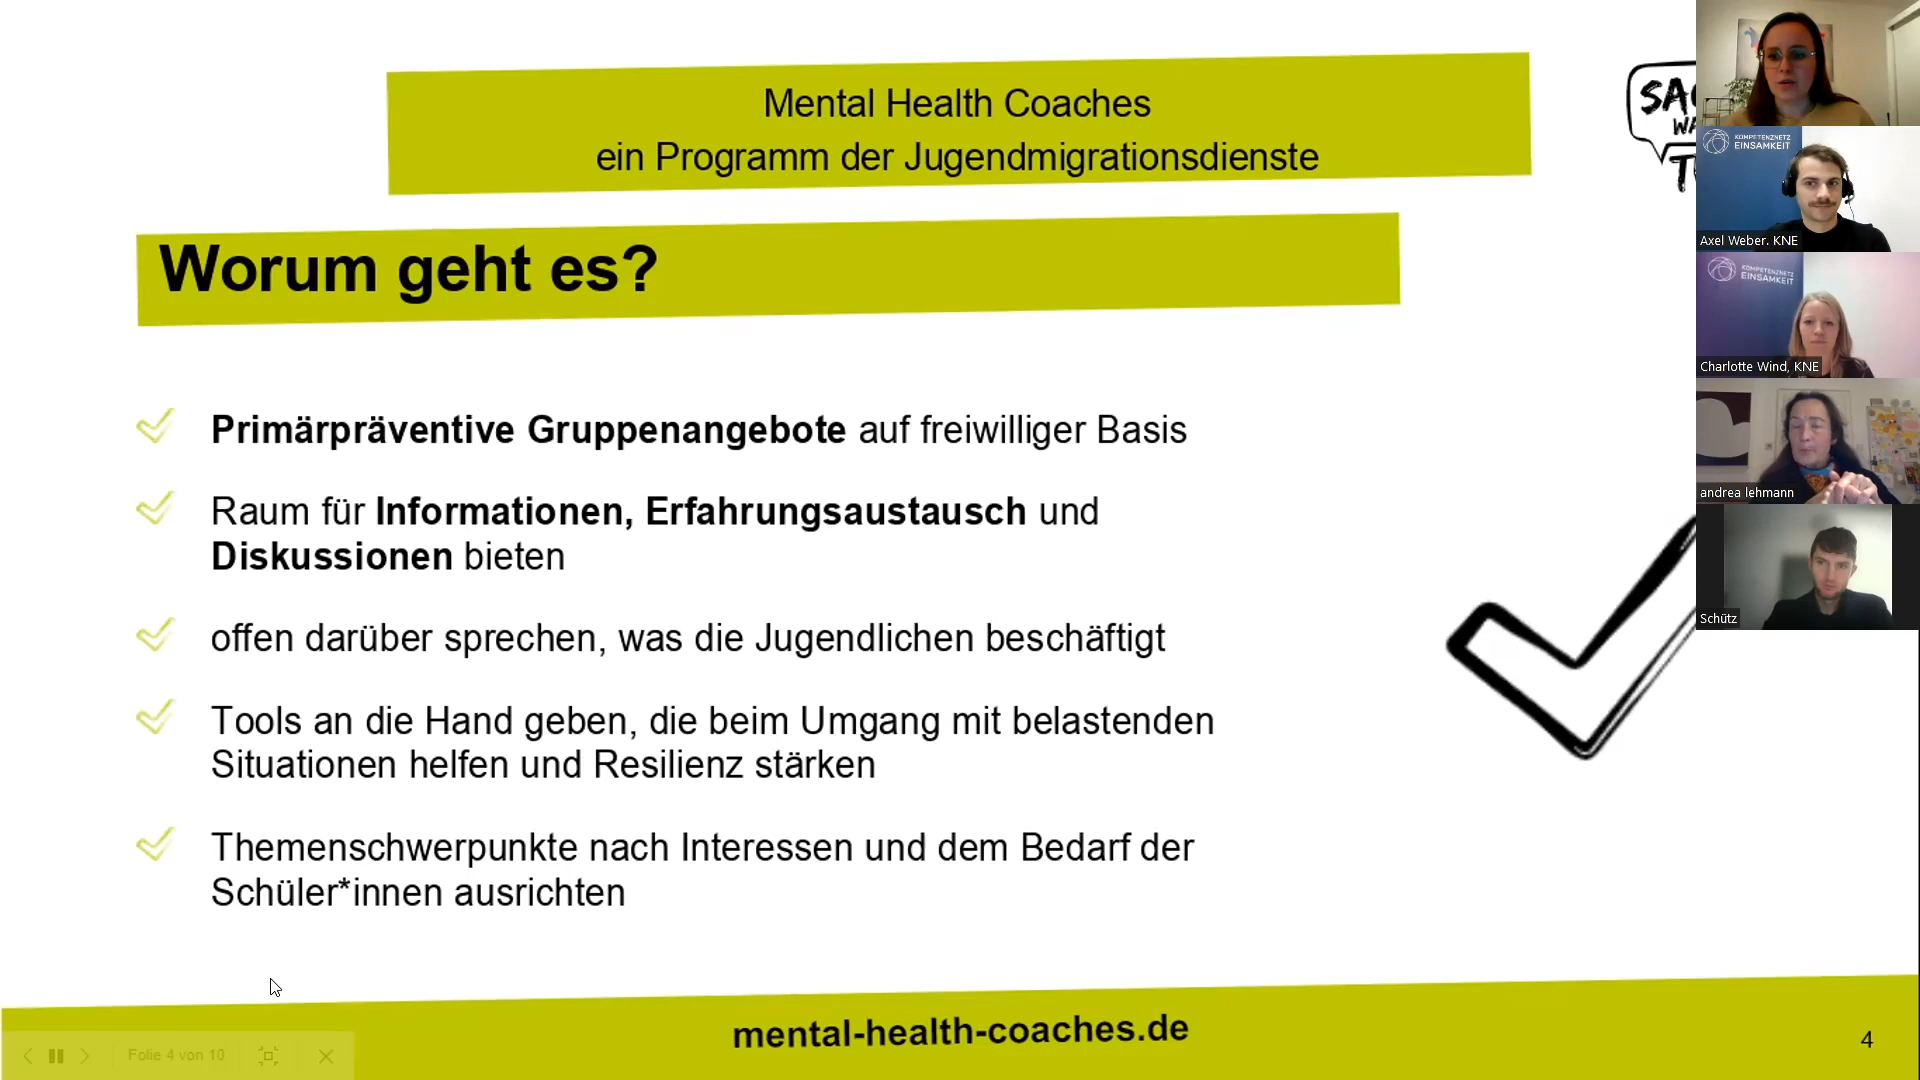 Mental Health Coaches
ein Programm der Jugendmigrationsdienste
Worum geht es?
Primärpräventive Gruppenangebote auf freiwilliger Basis
Raum für Informationen, Erfahrungsaustausch und
Diskussionen bieten
offen darüber sprechen, was die Jugendlichen beschäftigt
Tools an die Hand geben, die beim Umgang mit belastenden
Situationen helfen und Resilienz stärken
Themenschwerpunkte nach Interessen und dem Bedarf der
Schüler*innen ausrichten
mental-health-coaches.de
4
Folie 4 von 10
KOMPETENZNETZ
EINSAMKEIT
Axel Weber. KNE
KOMPETENZNETZ
EINSAMKEIT
Charlotte Wind, KNE
andrea lehmann
Schütz